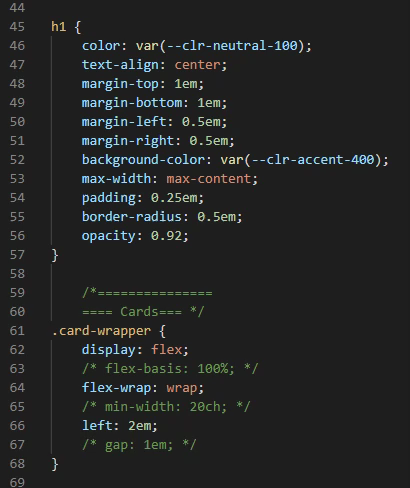 44
45 h1 {
46 color: var(--clr-neutral-100);
47 text-align: center;
48 margin-top: 1em;
49 margin-bottom: 1em;
50 margin-left: 0.5em;
51 margin-right: 0.5em;
52 background-color: var(--clr-accent-400);
53 max-width: max-content;
54 padding: 0.25em;
55 border-radius: 0.5em;
56 opacity: 0.92;
57 }
58
59 /*===============
60 ==== Cards=== */
61 .card-wrapper {
62 display: flex;
63 /* flex-basis: 100%; */
64 flex-wrap: wrap;
65 /* min-width: 20ch; */
66 left: 2em;
67 /* gap: 1em; */
68 }
69